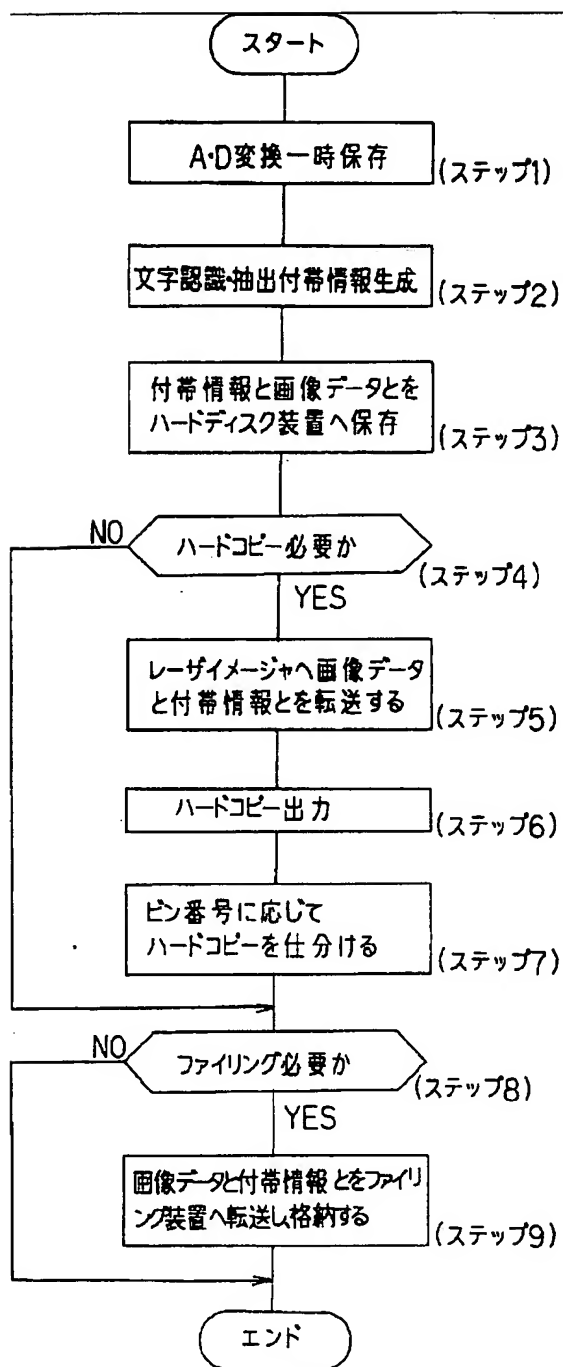 スタート
A・D変換一時保存
(ステップ1)
文字認識・抽出付帯情報生成
(ステップ2)
付帯情報と画像データとを
ハードディスク装置へ保存
(ステップ3)
NO
ハードコピー必要か
(ステップ4)
YES
レーザイメージャへ画像データ
と付帯情報とを転送する
(ステップ5)
ハードコピー出力
(ステップ6)
ビン番号に応じて
ハードコピーを仕分ける
(ステップ7)
NO
ファイリング必要か
(ステップ8)
YES
画像データと付帯情報とをファイリ
ング装置へ転送し格納する
(ステップ9)
エンド